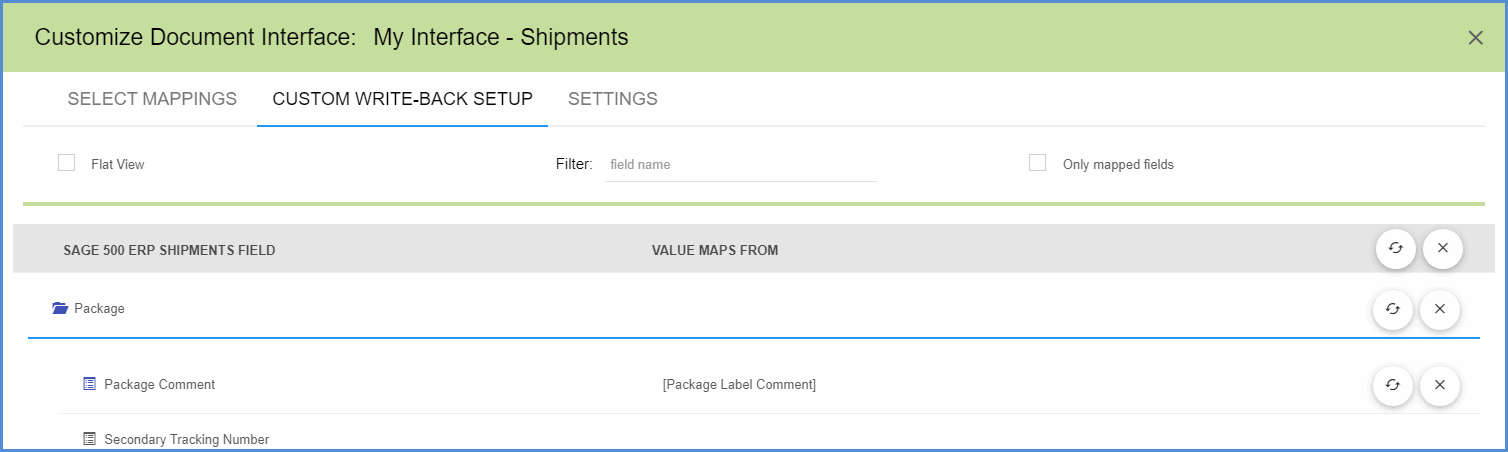 Customize Document Interface: My Interface - Shipments
SELECT MAPPINGS CUSTOM WRITE-BACK SETUP SETTINGS
Flat View Filter: field name Only mapped fields
SAGE 500 ERP SHIPMENTS FIELD VALUE MAPS FROM
Package
Package Comment [Package Label Comment]
Secondary Tracking Number